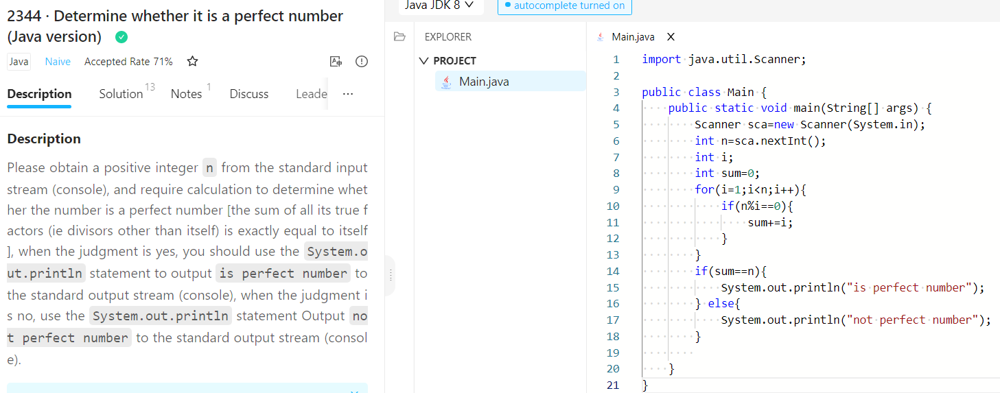 2344 · Determine whether it is a perfect number
(Java version)
Java Naive Accepted Rate 71%
Description Solution 13 Notes 1 Discuss Leade ...
Description
Please obtain a positive integer n from the standard input
stream (console), and require calculation to determine whet
her the number is a perfect number [the sum of all its true f
actors (ie divisors other than itself) is exactly equal to itself
], when the judgment is yes, you should use the System.o
ut.println statement to output is perfect number to
the standard output stream (console), when the judgment i
s no, use the System.out.println statement Output no
t perfect number to the standard output stream (consol
e).
Java JDK 8 autocomplete turned on
EXPLORER
PROJECT
Main.java
Main.java
1 import java.util.Scanner;
2
3 public class Main {
4 public static void main(String[] args) {
5 Scanner sca=new Scanner(System.in);
6 int n=sca.nextInt();
7 int i;
8 int sum=0;
9 for(i=1;i<n;i++){
10 if(n%i==0){
11 sum+=i;
12 }
13 }
14 if(sum==n){
15 System.out.println("is perfect number");
16 } else{
17 System.out.println("not perfect number");
18 }
19
20 }
21 }